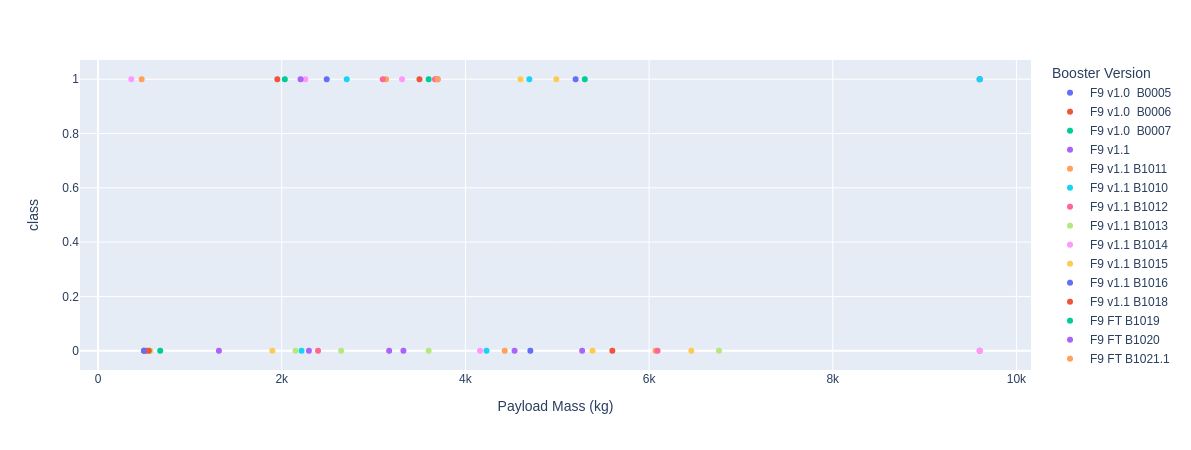 1
0.8
0.6
0.4
0.2
0
class
0 2k 4k 6k 8k 10k
Payload Mass (kg)
Booster Version
F9 v1.0  B0005
F9 v1.0  B0006
F9 v1.0  B0007
F9 v1.1
F9 v1.1 B1011
F9 v1.1 B1010
F9 v1.1 B1012
F9 v1.1 B1013
F9 v1.1 B1014
F9 v1.1 B1015
F9 v1.1 B1016
F9 v1.1 B1018
F9 FT B1019
F9 FT B1020
F9 FT B1021.1